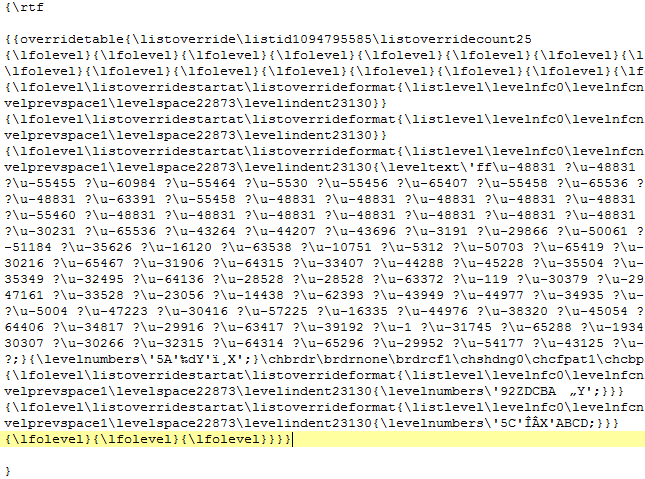 {\rtf
{{overridetable{\listoverride\listid1094795585\listoverridecount25
{\lfolevel}{\lfolevel}{\lfolevel}{\lfolevel}{\lfolevel}{\lfolevel}{\lfolevel}{\lfolevel}{\l
\lfolevel}{\lfolevel}{\lfolevel}{\lfolevel}{\lfolevel}{\lfolevel}{\lfolevel}{\lfolevel}{\lfo
{\lfolevel\listoverridestartat\listoverrideformat{\listlevel\levelnfc0\levelnfcn
velprevspace1\levelspace22873\levelindent23130}}
{\lfolevel\listoverridestartat\listoverrideformat{\listlevel\levelnfc0\levelnfcn
velprevspace1\levelspace22873\levelindent23130}}
{\lfolevel\listoverridestartat\listoverrideformat{\listlevel\levelnfc0\levelnfcn
velprevspace1\levelspace22873\levelindent23130{\leveltext\'ff\u-48831 ?\u-48831
?\u-55455 ?\u-60984 ?\u-55464 ?\u-5530 ?\u-55456 ?\u-65407 ?\u-55458 ?\u-65536 ?
?\u-48831 ?\u-63391 ?\u-55458 ?\u-48831 ?\u-48831 ?\u-48831 ?\u-48831 ?\u-48831
?\u-55460 ?\u-48831 ?\u-48831 ?\u-48831 ?\u-48831 ?\u-48831 ?\u-48831 ?\u-48831
?\u-30231 ?\u-65536 ?\u-43264 ?\u-44207 ?\u-43696 ?\u-3191 ?\u-29866 ?\u-50061 ?
-51184 ?\u-35626 ?\u-16120 ?\u-63538 ?\u-10751 ?\u-5312 ?\u-50703 ?\u-65419 ?\u-
30216 ?\u-65467 ?\u-31906 ?\u-64315 ?\u-33407 ?\u-44288 ?\u-45228 ?\u-35504 ?\u-
35349 ?\u-32495 ?\u-64136 ?\u-28528 ?\u-28528 ?\u-63372 ?\u-119 ?\u-30379 ?\u-29
47161 ?\u-33528 ?\u-23056 ?\u-14438 ?\u-62393 ?\u-43949 ?\u-44977 ?\u-34935 ?\u-
?\u-5004 ?\u-47223 ?\u-30416 ?\u-57225 ?\u-16335 ?\u-44976 ?\u-38320 ?\u-45054 ?
64406 ?\u-34817 ?\u-29916 ?\u-63417 ?\u-39192 ?\u-1 ?\u-31745 ?\u-65288 ?\u-1934
30307 ?\u-30266 ?\u-32315 ?\u-64314 ?\u-65296 ?\u-29952 ?\u-54177 ?\u-43125 ?\u-
?;}{\levelnumbers\'5A'‰dY'ï¸X';}\chbrdr\brdrnone\brdrcf1\chshdng0\chcfpat1\chcbp
{\lfolevel\listoverridestartat\listoverrideformat{\listlevel\levelnfc0\levelnfcn
velprevspace1\levelspace22873\levelindent23130{\levelnumbers\'92ZDCBA „Y';}}}
{\lfolevel\listoverridestartat\listoverrideformat{\listlevel\levelnfc0\levelnfcn
velprevspace1\levelspace22873\levelindent23130{\levelnumbers\'5C'ÎÂX'ABCD;}}}
{\lfolevel}{\lfolevel}{\lfolevel}}}}
}